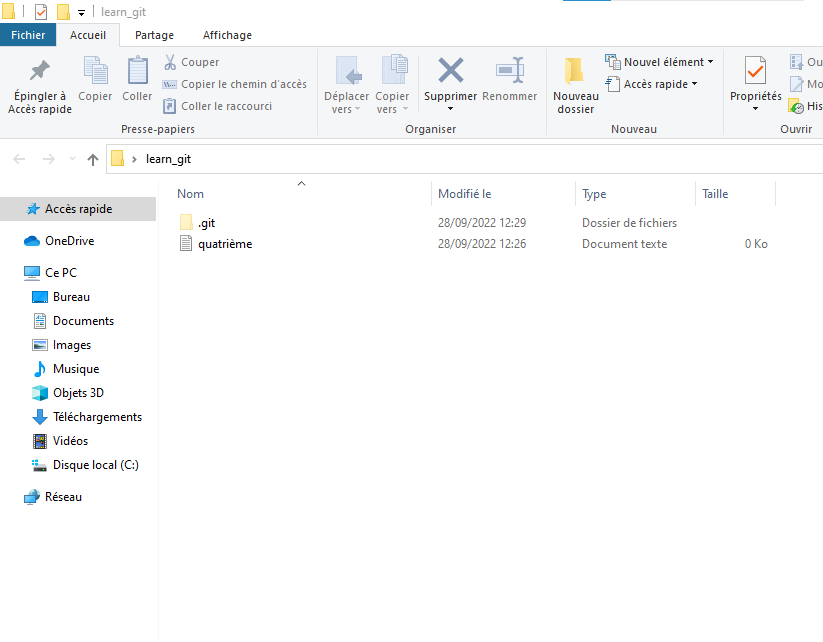 learn_git
Fichier Accueil Partage Affichage
Épingler à Accès rapide
Copier
Coller
Couper
Copier le chemin d'accès
Coller le raccourci
Presse-papiers
Déplacer vers
Copier vers
Supprimer
Renommer
Organiser
Nouveau dossier
Nouvel élément
Accès rapide
Nouveau
Propriétés
Ou
Mo
His
Ouvrir
learn_git
Accès rapide
OneDrive
Ce PC
Bureau
Documents
Images
Musique
Objets 3D
Téléchargements
Vidéos
Disque local (C:)
Réseau
Nom Modifié le Type Taille
.git 28/09/2022 12:29 Dossier de fichiers
quatrième 28/09/2022 12:26 Document texte 0 Ko